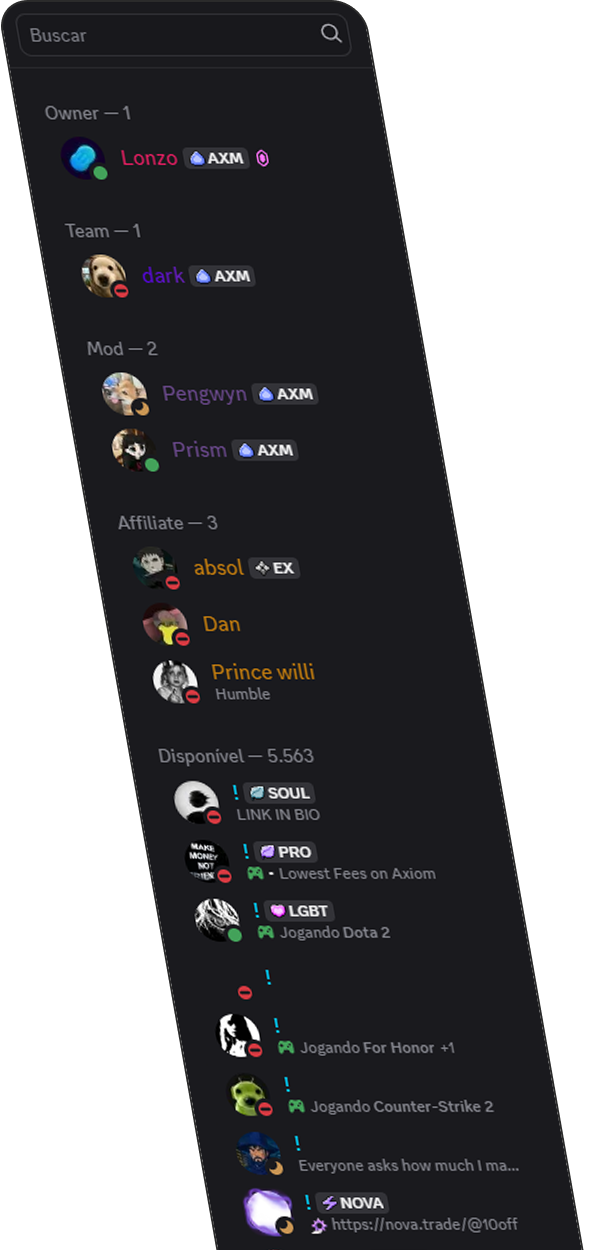 Buscar
Owner — 1
Lonzo AXM
Team — 1
dark AXM
Mod — 2
Pengwyn AXM
Prism AXM
Affiliate — 3
absol EX
Dan
Prince willi
Humble
Disponível — 5.563
! SOUL
LINK IN BIO
MAKE
MONEY
NOT
! PRO
• Lowest Fees on Axiom
! LGBT
Jogando Dota 2
!
!
Jogando For Honor +1
!
Jogando Counter-Strike 2
!
Everyone asks how much I ma...
! NOVA
https://nova.trade/@10off